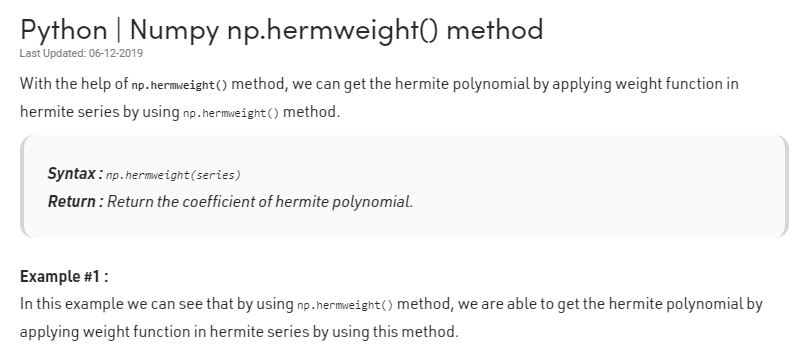 Python | Numpy np.hermweight() method
Last Updated: 06-12-2019
With the help of np.hermweight() method, we can get the hermite polynomial by applying weight function in
hermite series by using np.hermweight() method.
Syntax : np.hermweight(series)
Return : Return the coefficient of hermite polynomial.
Example #1 :
In this example we can see that by using np.hermweight() method, we are able to get the hermite polynomial by
applying weight function in hermite series by using this method.